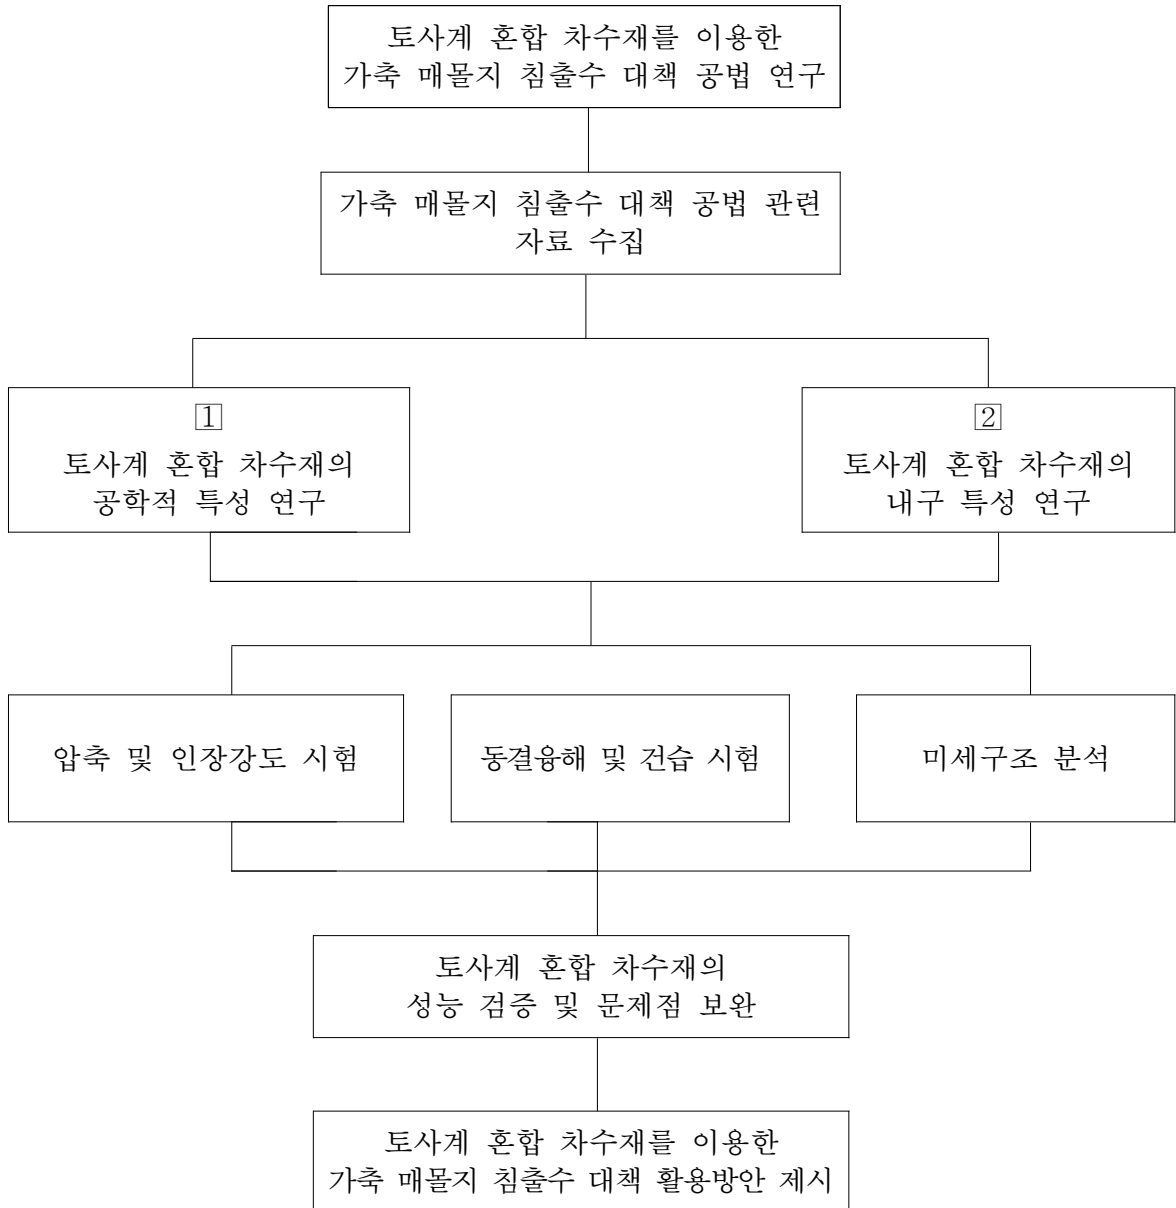 토사계 혼합 차수재를 이용한
가축 매몰지 침출수 대책 공법 연구
가축 매몰지 침출수 대책 공법 관련
자료 수집
1
토사계 혼합 차수재의
공학적 특성 연구
2
토사계 혼합 차수재의
내구 특성 연구
압축 및 인장강도 시험
동결융해 및 건습 시험
미세구조 분석
토사계 혼합 차수재의
성능 검증 및 문제점 보완
토사계 혼합 차수재를 이용한
가축 매몰지 침출수 대책 활용방안 제시